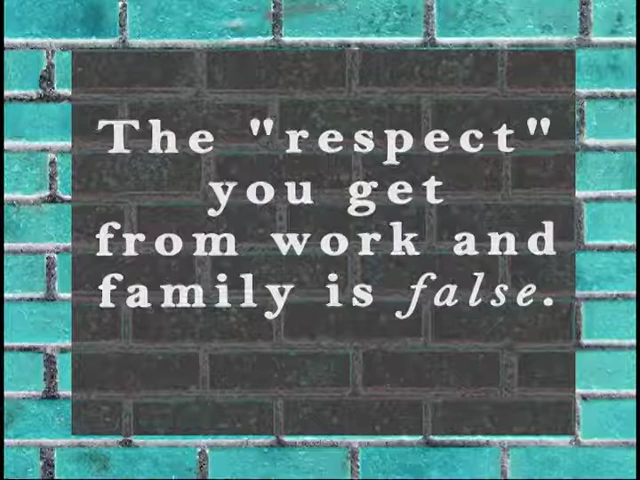 The "respect"
you get
from work and
family is false.